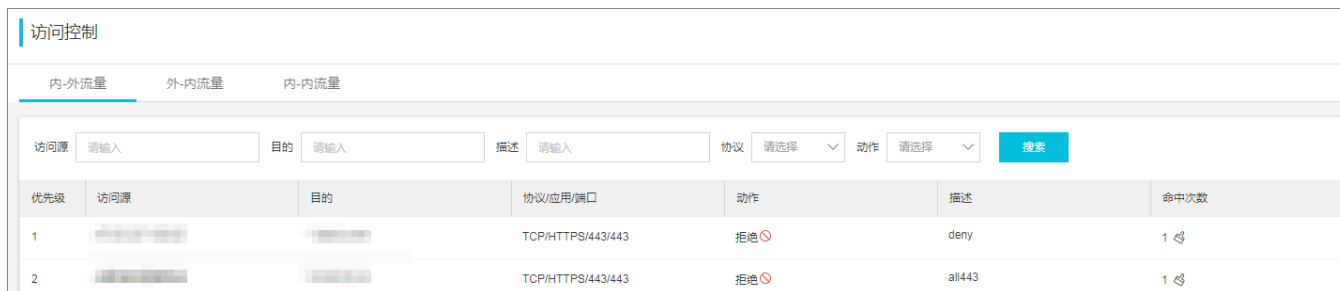 访问控制
内-外流量 外-内流量 内-内流量
访问源 请输入 目的 请输入 描述 请输入 协议 请选择 动作 请选择 搜索
优先级 访问源 目的 协议/应用/端口 动作 描述 命中次数
1 TCP/HTTPS/443/443 拒绝 deny 1
2 TCP/HTTPS/443/443 拒绝 all443 1